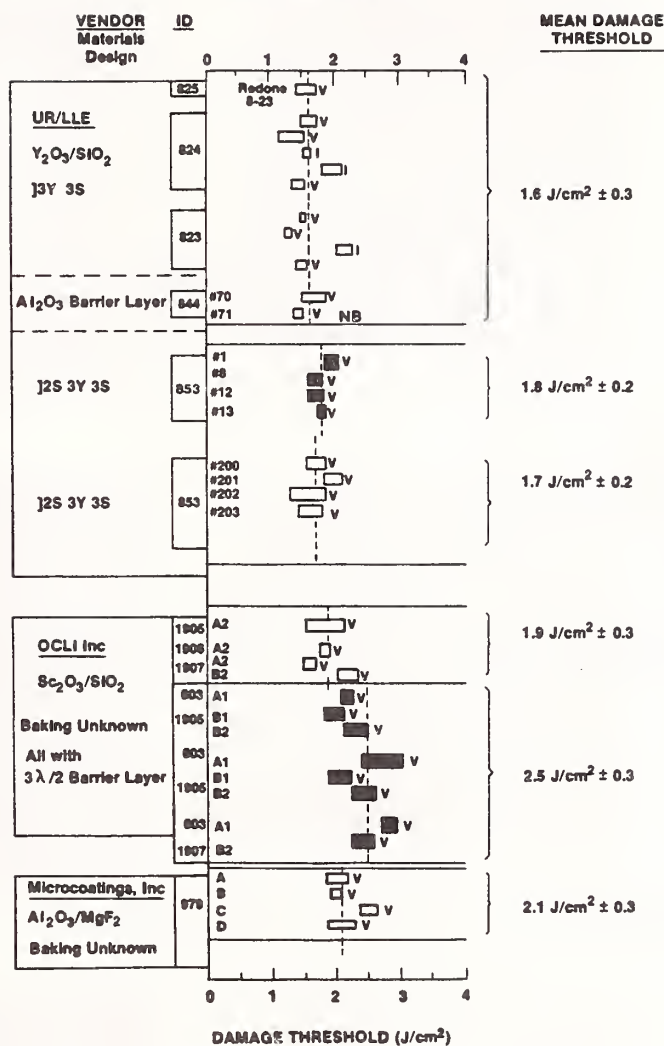 VENDOR ID MEAN DAMAGE
Materials THRESHOLD
Design
0 1 2 3 4
825 Redone V
8-23
UR/LLE
Y2O3/SiO2
]3Y 3S
824
V
V
I
I
V
823
V
V
I
V
1.6 J/cm² ± 0.3
Al2O3 Barrier Layer 844 #70 V
#71 V NB
]2S 3Y 3S 853
#1 V
#8 V
#12 V
#13 V
1.8 J/cm² ± 0.2
]2S 3Y 3S 853
#200 V
#201 V
#202 V
#203 V
1.7 J/cm² ± 0.2
OCLI Inc
Sc2O3/SiO2
Baking Unknown
All with
3λ/2 Barrier Layer
1905 A2 V
1906 A2 V
1907 A2 V
B2 V
1.9 J/cm² ± 0.3
803 A1 V
1905 B1 V
B2 V
803 A1 V
B1 V
1905 B2 V
803 A1 V
1907 B2 V
2.5 J/cm² ± 0.3
Microcoatings, Inc
Al2O3/MgF2
Baking Unknown
A V
B V
C V
D V
2.1 J/cm² ± 0.3
0 1 2 3 4
DAMAGE THRESHOLD (J/cm²)